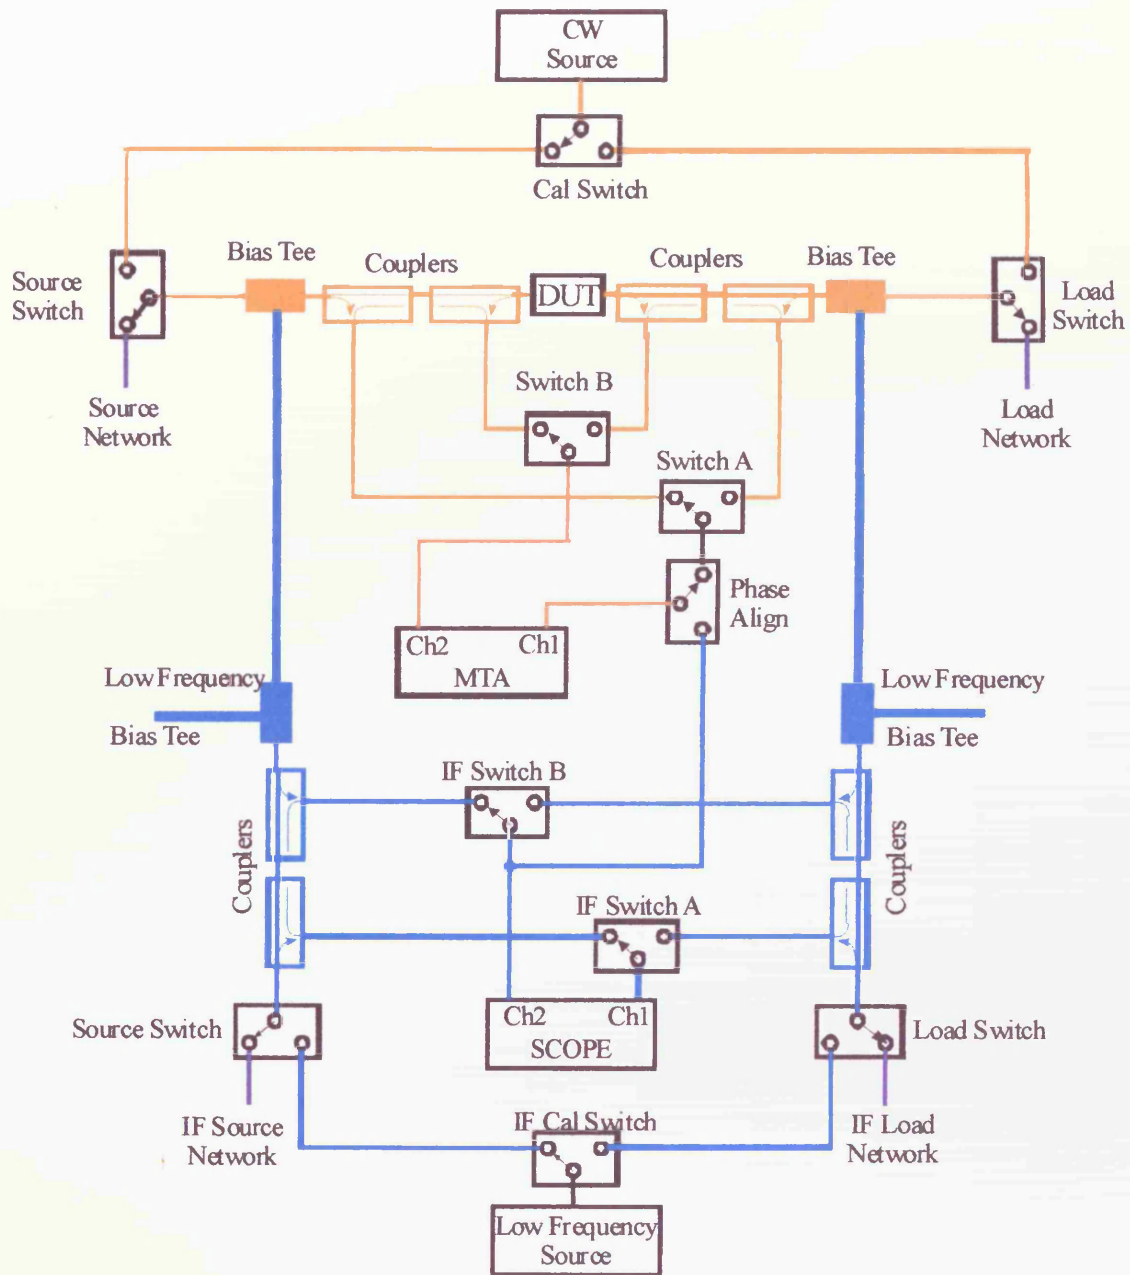 CW
Source
Cal Switch
Bias Tee
Couplers
Couplers
Bias Tee
Source
Switch
DUT
Load
Switch
Switch B
Source
Network
Load
Network
Switch A
Phase
Align
Ch2
Ch1
MTA
Low Frequency
Bias Tee
Low Frequency
Bias Tee
IF Switch B
Couplers
Couplers
IF Switch A
Source Switch
Ch2
Ch1
SCOPE
Load Switch
IF Source
Network
IF Cal Switch
IF Load
Network
Low Frequency
Source